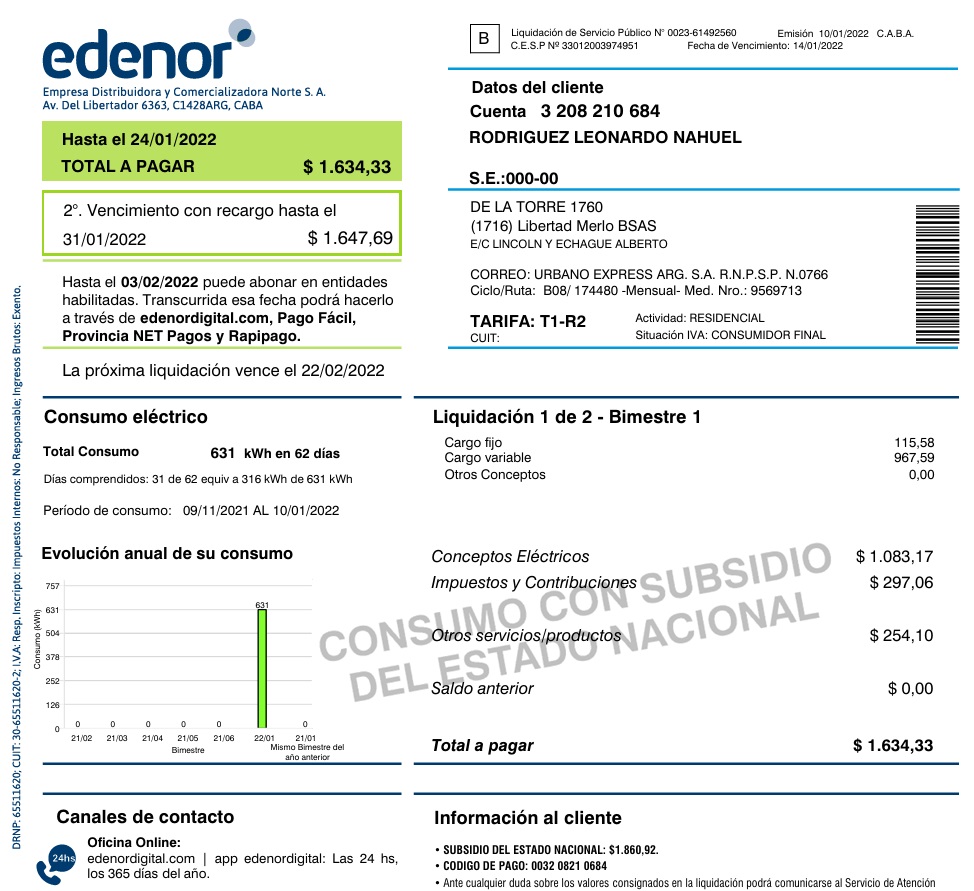 edenor
Empresa Distribuidora y Comercializadora Norte S. A.
Av. Del Libertador 6363, C1428ARG, CABA
Hasta el 24/01/2022
TOTAL A PAGAR $ 1.634,33
2°. Vencimiento con recargo hasta el
31/01/2022 $ 1.647,69
Hasta el 03/02/2022 puede abonar en entidades
habilitadas. Transcurrida esa fecha podrá hacerlo
a través de edenordigital.com, Pago Fácil,
Provincia NET Pagos y Rapipago.
La próxima liquidación vence el 22/02/2022
B
Liquidación de Servicio Público N° 0023-61492560 Emisión 10/01/2022 C.A.B.A.
C.E.S.P Nº 33012003974951 Fecha de Vencimiento: 14/01/2022
Datos del cliente
Cuenta 3 208 210 684
RODRIGUEZ LEONARDO NAHUEL
S.E.:000-00
DE LA TORRE 1760
(1716) Libertad Merlo BSAS
E/C LINCOLN Y ECHAGUE ALBERTO
CORREO: URBANO EXPRESS ARG. S.A. R.N.P.S.P. N.0766
Ciclo/Ruta: B08/ 174480 -Mensual- Med. Nro.: 9569713
TARIFA: T1-R2 Actividad: RESIDENCIAL
CUIT: Situación IVA: CONSUMIDOR FINAL
DRNP: 65511620; CUIT: 30-65511620-2; I.V.A: Resp. Inscripto: Impuestos Internos: No Responsable; Ingresos Brutos: Exento.
Consumo eléctrico
Total Consumo 631 kWh en 62 días
Días comprendidos: 31 de 62 equiv a 316 kWh de 631 kWh
Período de consumo: 09/11/2021 AL 10/01/2022
Evolución anual de su consumo
Consumo (kWh)
757
631
504
378
252
126
0
0 0 0 0 0 631 0
21/02 21/03 21/04 21/05 21/06 22/01 21/01
Bimestre
Mismo Bimestre del
año anterior
Liquidación 1 de 2 - Bimestre 1
Cargo fijo 115,58
Cargo variable 967,59
Otros Conceptos 0,00
CONSUMO CON SUBSIDIO
DEL ESTADO NACIONAL
Conceptos Eléctricos $ 1.083,17
Impuestos y Contribuciones $ 297,06
Otros servicios/productos $ 254,10
Saldo anterior $ 0,00
Total a pagar $ 1.634,33
Canales de contacto
24hs
Oficina Online:
edenordigital.com | app edenordigital: Las 24 hs,
los 365 días del año.
Información al cliente
• SUBSIDIO DEL ESTADO NACIONAL: $1.860,92.
• CODIGO DE PAGO: 0032 0821 0684
• Ante cualquier duda sobre los valores consignados en la liquidación podrá comunicarse al Servicio de Atención